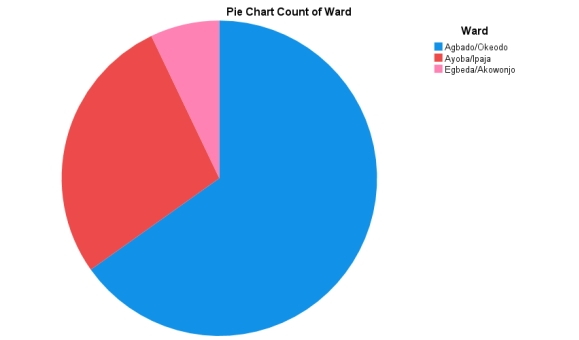 Pie Chart Count of Ward
Ward
Agbado/Okeodo
Ayoba/Ipaja
Egbeda/Akowonjo